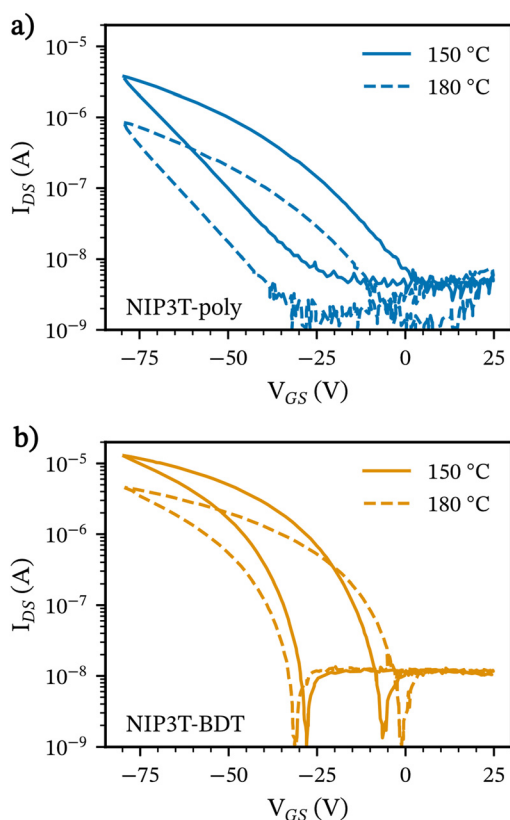 a)
10⁻⁵
10⁻⁶
10⁻⁷
10⁻⁸
10⁻⁹
I_DS (A)
150 °C
180 °C
NIP3T-poly
−75 −50 −25 0 25
V_GS (V)
b)
10⁻⁵
10⁻⁶
10⁻⁷
10⁻⁸
10⁻⁹
I_DS (A)
150 °C
180 °C
NIP3T-BDT
−75 −50 −25 0 25
V_GS (V)